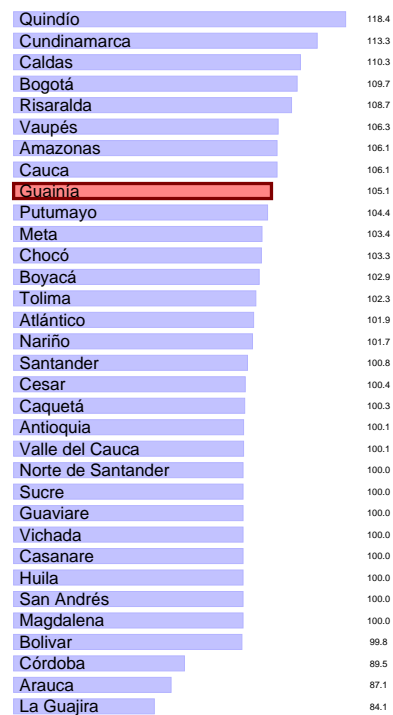 Quindío 118.4
Cundinamarca 113.3
Caldas 110.3
Bogotá 109.7
Risaralda 108.7
Vaupés 106.3
Amazonas 106.1
Cauca 106.1
Guainía 105.1
Putumayo 104.4
Meta 103.4
Chocó 103.3
Boyacá 102.9
Tolima 102.3
Atlántico 101.9
Nariño 101.7
Santander 100.8
Cesar 100.4
Caquetá 100.3
Antioquia 100.1
Valle del Cauca 100.1
Norte de Santander 100.0
Sucre 100.0
Guaviare 100.0
Vichada 100.0
Casanare 100.0
Huila 100.0
San Andrés 100.0
Magdalena 100.0
Bolivar 99.8
Córdoba 89.5
Arauca 87.1
La Guajira 84.1